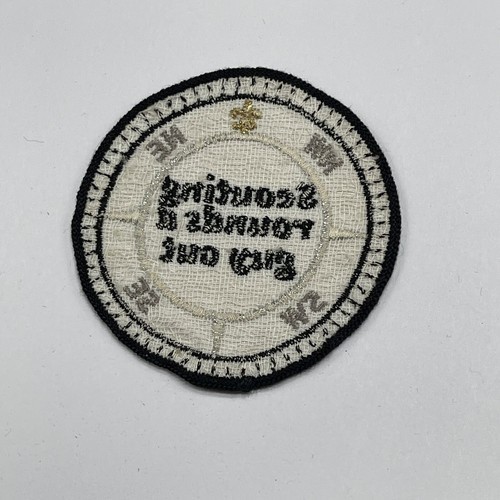 NW
NE
Scouting
rounds a
guy out
SW
SE